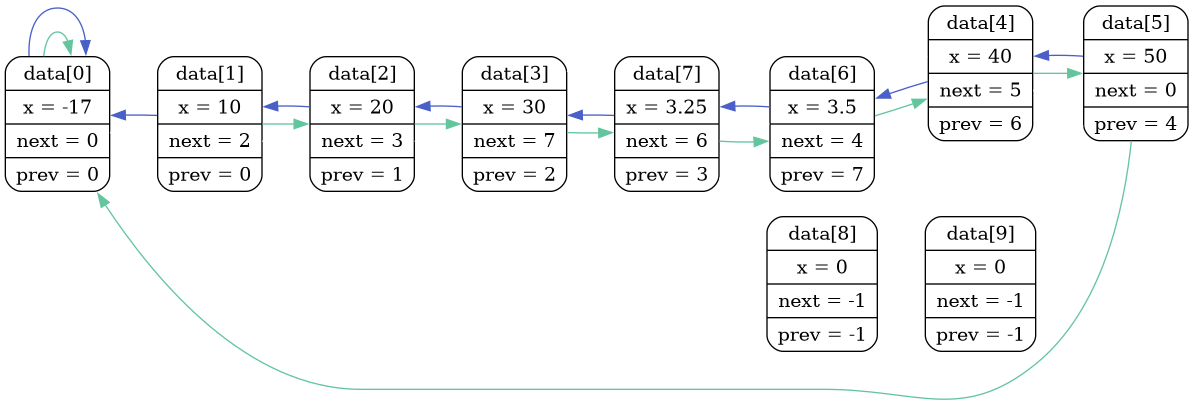 data[0]
x = -17
next = 0
prev = 0
data[1]
x = 10
next = 2
prev = 0
data[2]
x = 20
next = 3
prev = 1
data[3]
x = 30
next = 7
prev = 2
data[7]
x = 3.25
next = 6
prev = 3
data[6]
x = 3.5
next = 4
prev = 7
data[4]
x = 40
next = 5
prev = 6
data[5]
x = 50
next = 0
prev = 4
data[8]
x = 0
next = -1
prev = -1
data[9]
x = 0
next = -1
prev = -1